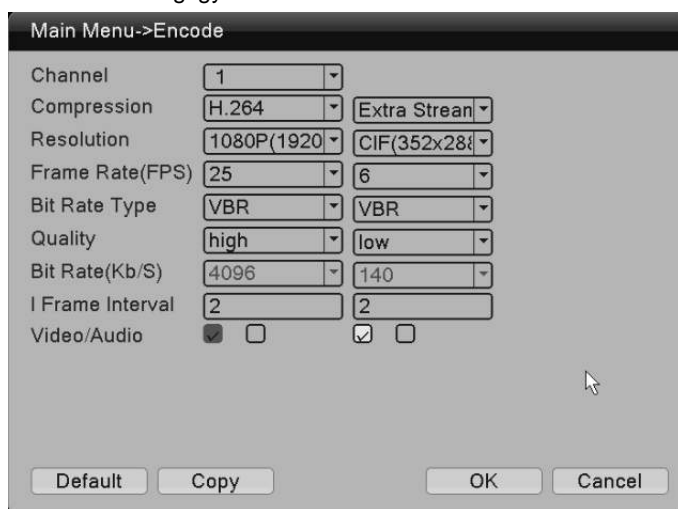 Main Menu->Encode
Channel 1
Compression H.264 Extra Strean
Resolution 1080P(1920 CIF(352x288
Frame Rate(FPS) 25 6
Bit Rate Type VBR VBR
Quality high low
Bit Rate(Kb/S) 4096 140
I Frame Interval 2 2
Video/Audio
Default Copy OK Cancel